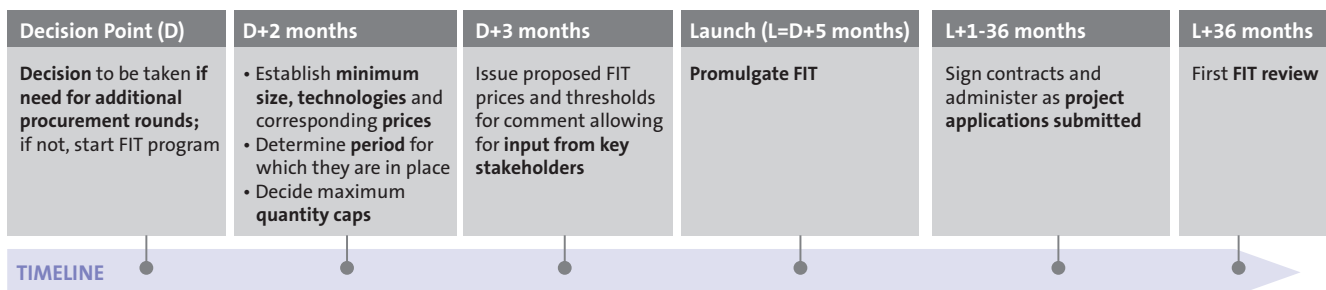 Decision Point (D)
Decision to be taken if
need for additional
procurement rounds;
if not, start FIT program
D+2 months
• Establish minimum
size, technologies and
corresponding prices
• Determine period for
which they are in place
• Decide maximum
quantity caps
D+3 months
Issue proposed FIT
prices and thresholds
for comment allowing
for input from key
stakeholders
Launch (L=D+5 months)
Promulgate FIT
L+1-36 months
Sign contracts and
administer as project
applications submitted
L+36 months
First FIT review
TIMELINE